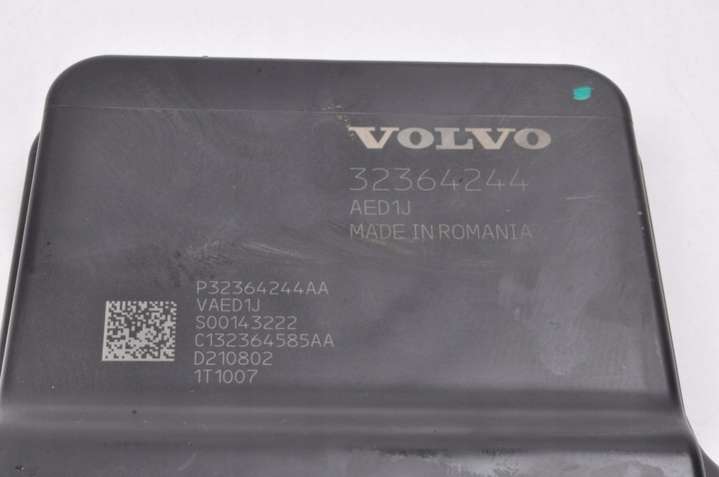 VOLVO
32364244
AED1J
MADE IN ROMANIA
P32364244AA
VAED1J
S00143222
C132364585AA
D210802
1T1007